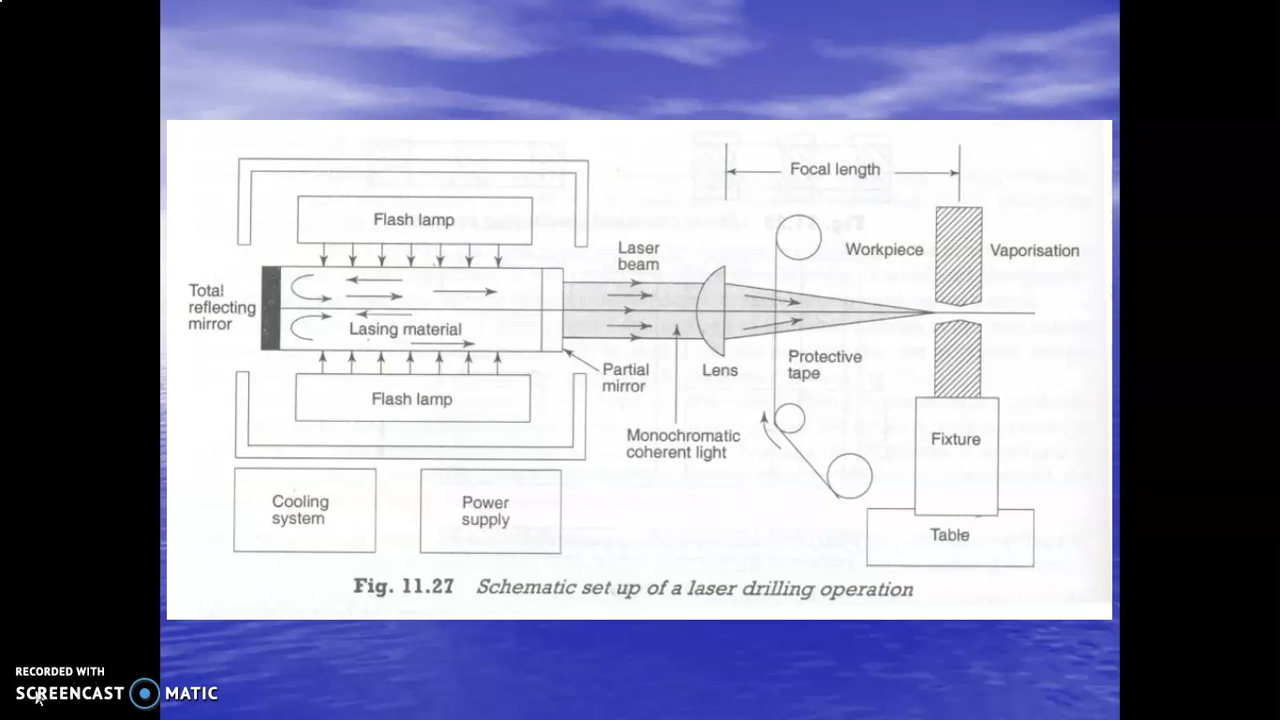 Focal length
Flash lamp
Laser
beam
Workpiece
Vaporisation
Total
reflecting
mirror
Lasing material
Partial
mirror
Lens
Protective
tape
Flash lamp
Monochromatic
coherent light
Fixture
Cooling
system
Power
supply
Table
Fig. 11.27 Schematic set up of a laser drilling operation
RECORDED WITH
SCREENCAST MATIC